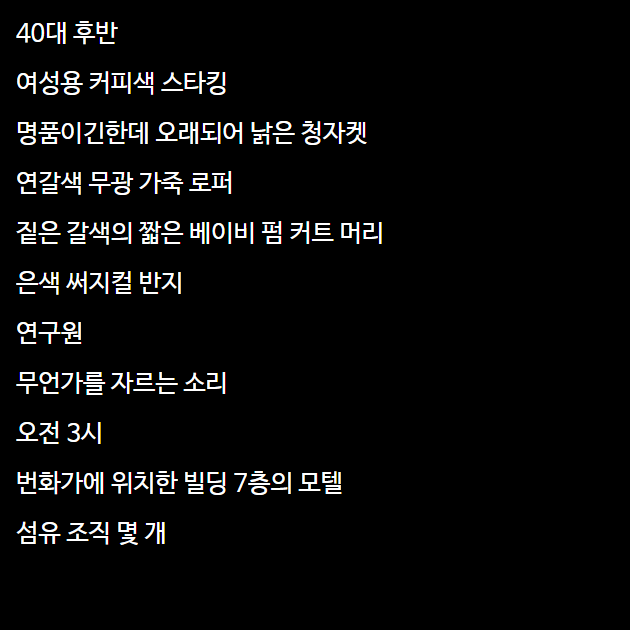 40대 후반
여성용 커피색 스타킹
명품이긴한데 오래되어 낡은 청자켓
연갈색 무광 가죽 로퍼
짙은 갈색의 짧은 베이비 펌 커트 머리
은색 써지컬 반지
연구원
무언가를 자르는 소리
오전 3시
번화가에 위치한 빌딩 7층의 모텔
섬유 조직 몇 개